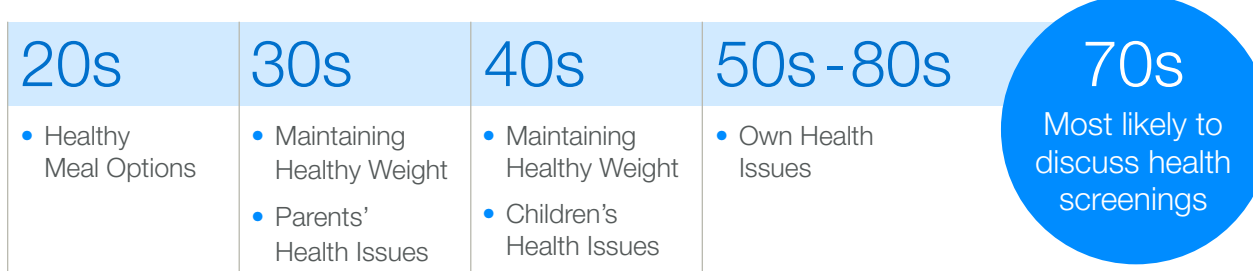 20s
• Healthy
Meal Options
30s
• Maintaining
Healthy Weight
• Parents’
Health Issues
40s
• Maintaining
Healthy Weight
• Children’s
Health Issues
50s-80s
• Own Health
Issues
70s
Most likely to
discuss health
screenings